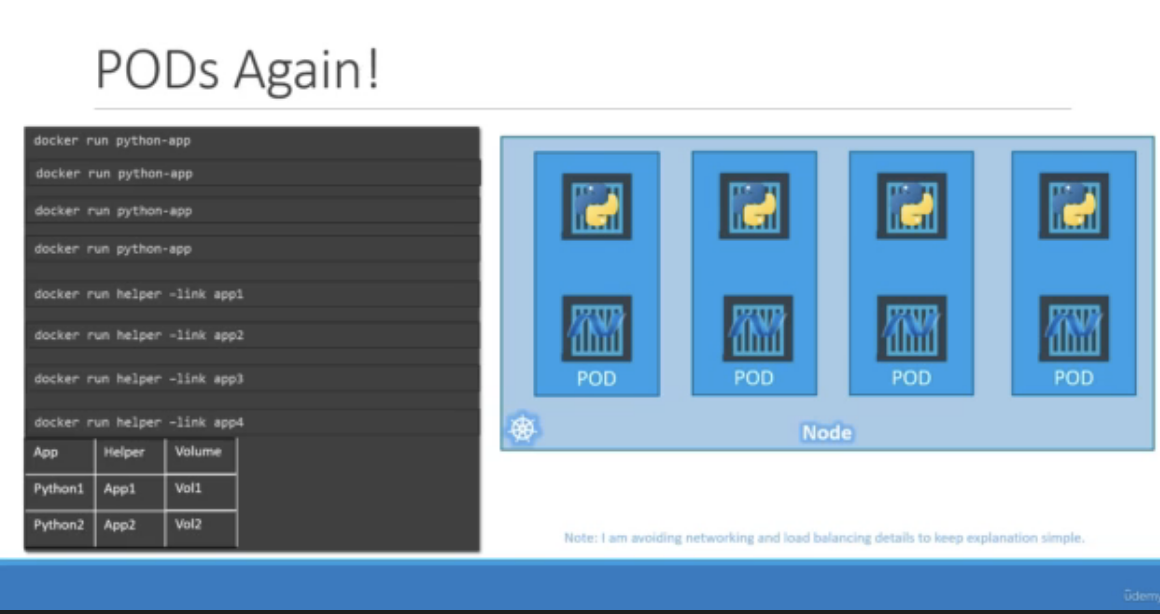 PODs Again!
docker run python-app
docker run python-app
docker run python-app
docker run python-app
docker run helper –link app1
docker run helper –link app2
docker run helper –link app3
docker run helper –link app4
App Helper Volume
Python1 App1 Vol1
Python2 App2 Vol2
POD POD POD POD
Node
Note: I am avoiding networking and load balancing details to keep explanation simple.
ûdemy